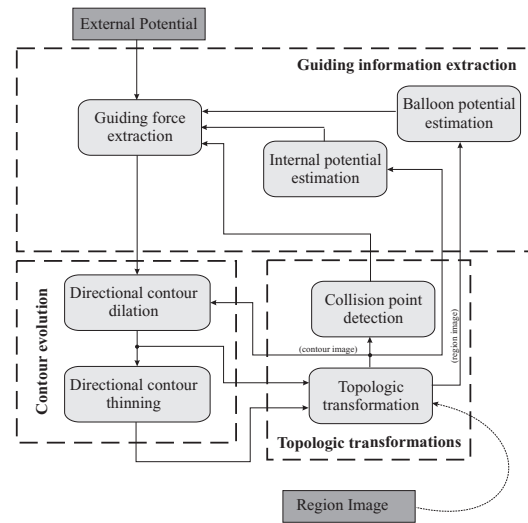 External Potential
Guiding information extraction
Guiding force
extraction
Balloon potential
estimation
Internal potential
estimation
Contour evolution
Directional contour
dilation
Collision point
detection
(contour image)
(region image)
Directional contour
thinning
Topologic
transformation
Topologic transformations
Region Image